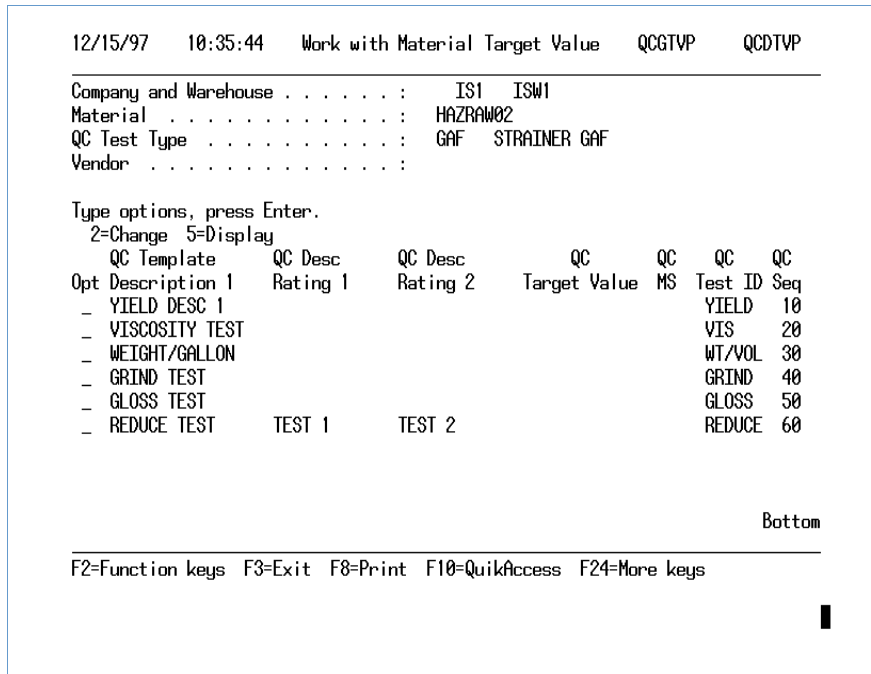 12/15/97 10:35:44 Work with Material Target Value QCGTVP QCDTVP
Company and Warehouse . . . . . . : IS1 ISW1
Material . . . . . . . . . . . . : HAZRAW02
QC Test Type . . . . . . . . . . : GAF STRAINER GAF
Vendor . . . . . . . . . . . . . :
Type options, press Enter.
2=Change 5=Display
QC Template QC Desc QC Desc QC QC QC QC
Opt Description 1 Rating 1 Rating 2 Target Value MS Test ID Seq
_ YIELD DESC 1 YIELD 10
_ VISCOSITY TEST VIS 20
_ WEIGHT/GALLON WT/VOL 30
_ GRIND TEST GRIND 40
_ GLOSS TEST GLOSS 50
_ REDUCE TEST TEST 1 TEST 2 REDUCE 60
Bottom
F2=Function keys F3=Exit F8=Print F10=QuikAccess F24=More keys